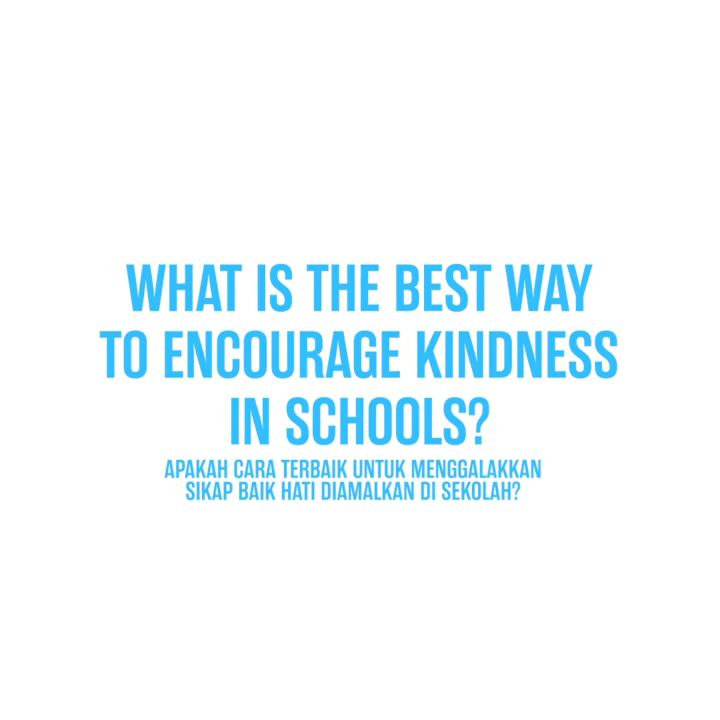 WHAT IS THE BEST WAY
TO ENCOURAGE KINDNESS
IN SCHOOLS?
APAKAH CARA TERBAIK UNTUK MENGGALAKKAN
SIKAP BAIK HATI DIAMALKAN DI SEKOLAH?